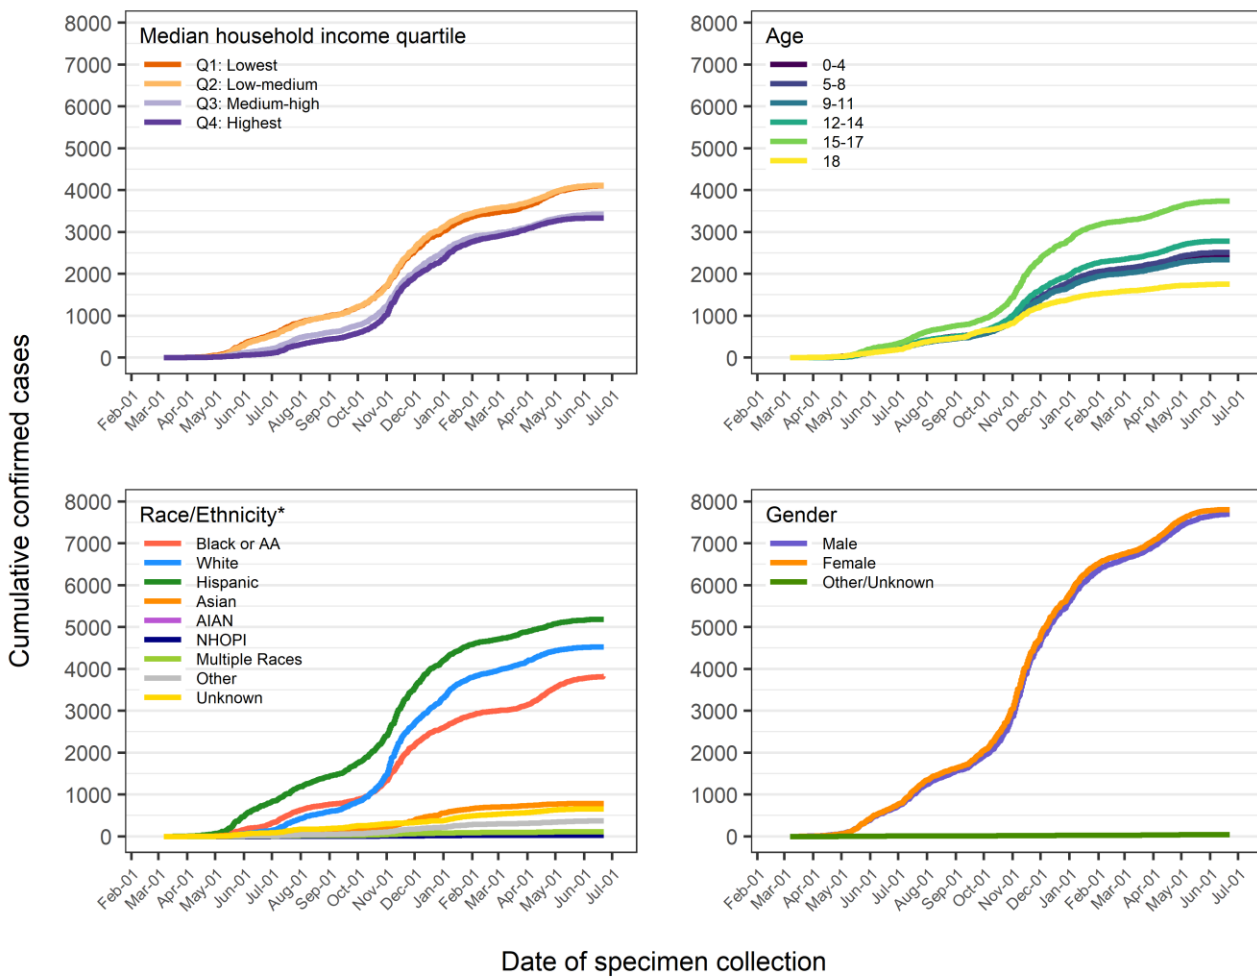 Cumulative confirmed cases
8000
7000
6000
5000
4000
3000
2000
1000
0
Median household income quartile
Q1: Lowest
Q2: Low-medium
Q3: Medium-high
Q4: Highest
Feb-01 Mar-01 Apr-01 May-01 Jun-01 Jul-01 Aug-01 Sep-01 Oct-01 Nov-01 Dec-01 Jan-01 Feb-01 Mar-01 Apr-01 May-01 Jun-01 Jul-01
8000
7000
6000
5000
4000
3000
2000
1000
0
Age
0-4
5-8
9-11
12-14
15-17
18
Feb-01 Mar-01 Apr-01 May-01 Jun-01 Jul-01 Aug-01 Sep-01 Oct-01 Nov-01 Dec-01 Jan-01 Feb-01 Mar-01 Apr-01 May-01 Jun-01 Jul-01
8000
7000
6000
5000
4000
3000
2000
1000
0
Race/Ethnicity*
Black or AA
White
Hispanic
Asian
AIAN
NHOPI
Multiple Races
Other
Unknown
Feb-01 Mar-01 Apr-01 May-01 Jun-01 Jul-01 Aug-01 Sep-01 Oct-01 Nov-01 Dec-01 Jan-01 Feb-01 Mar-01 Apr-01 May-01 Jun-01 Jul-01
8000
7000
6000
5000
4000
3000
2000
1000
0
Gender
Male
Female
Other/Unknown
Feb-01 Mar-01 Apr-01 May-01 Jun-01 Jul-01 Aug-01 Sep-01 Oct-01 Nov-01 Dec-01 Jan-01 Feb-01 Mar-01 Apr-01 May-01 Jun-01 Jul-01
Date of specimen collection